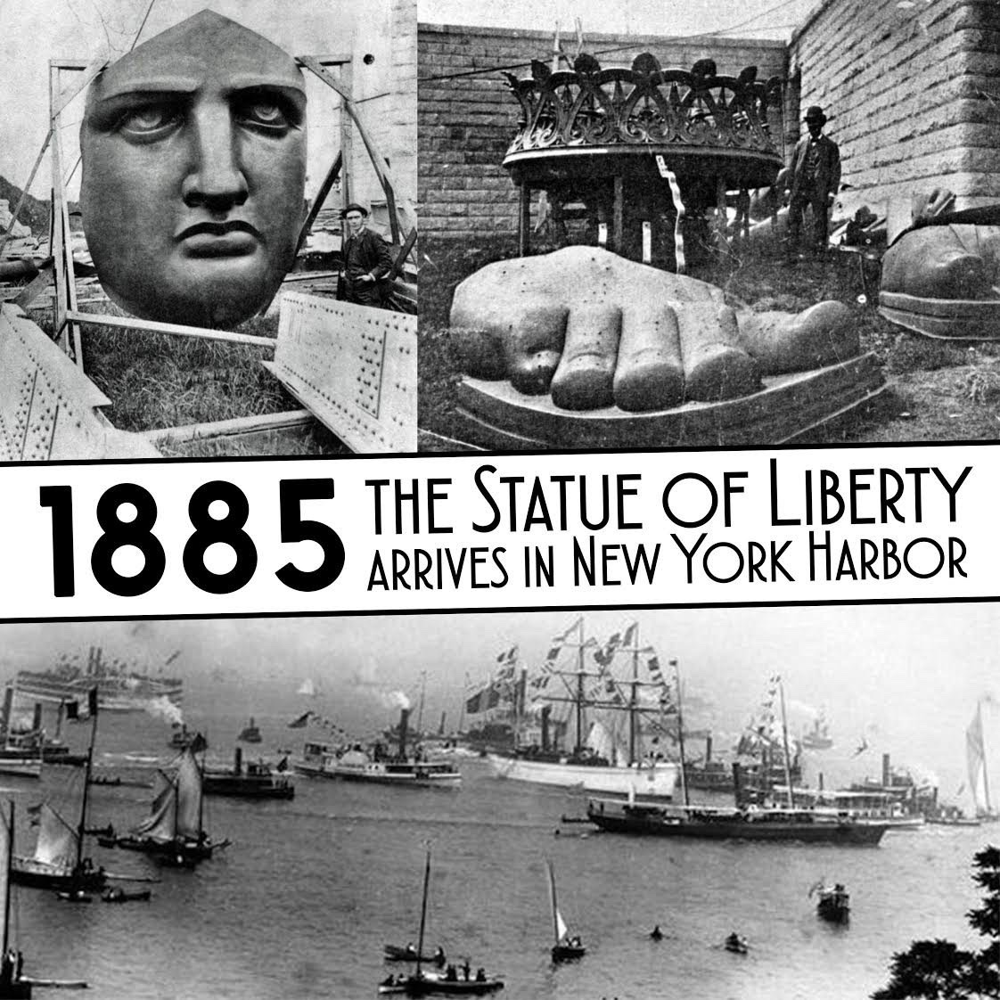 1885 THE STATUE OF LIBERTY
ARRIVES IN NEW YORK HARBOR